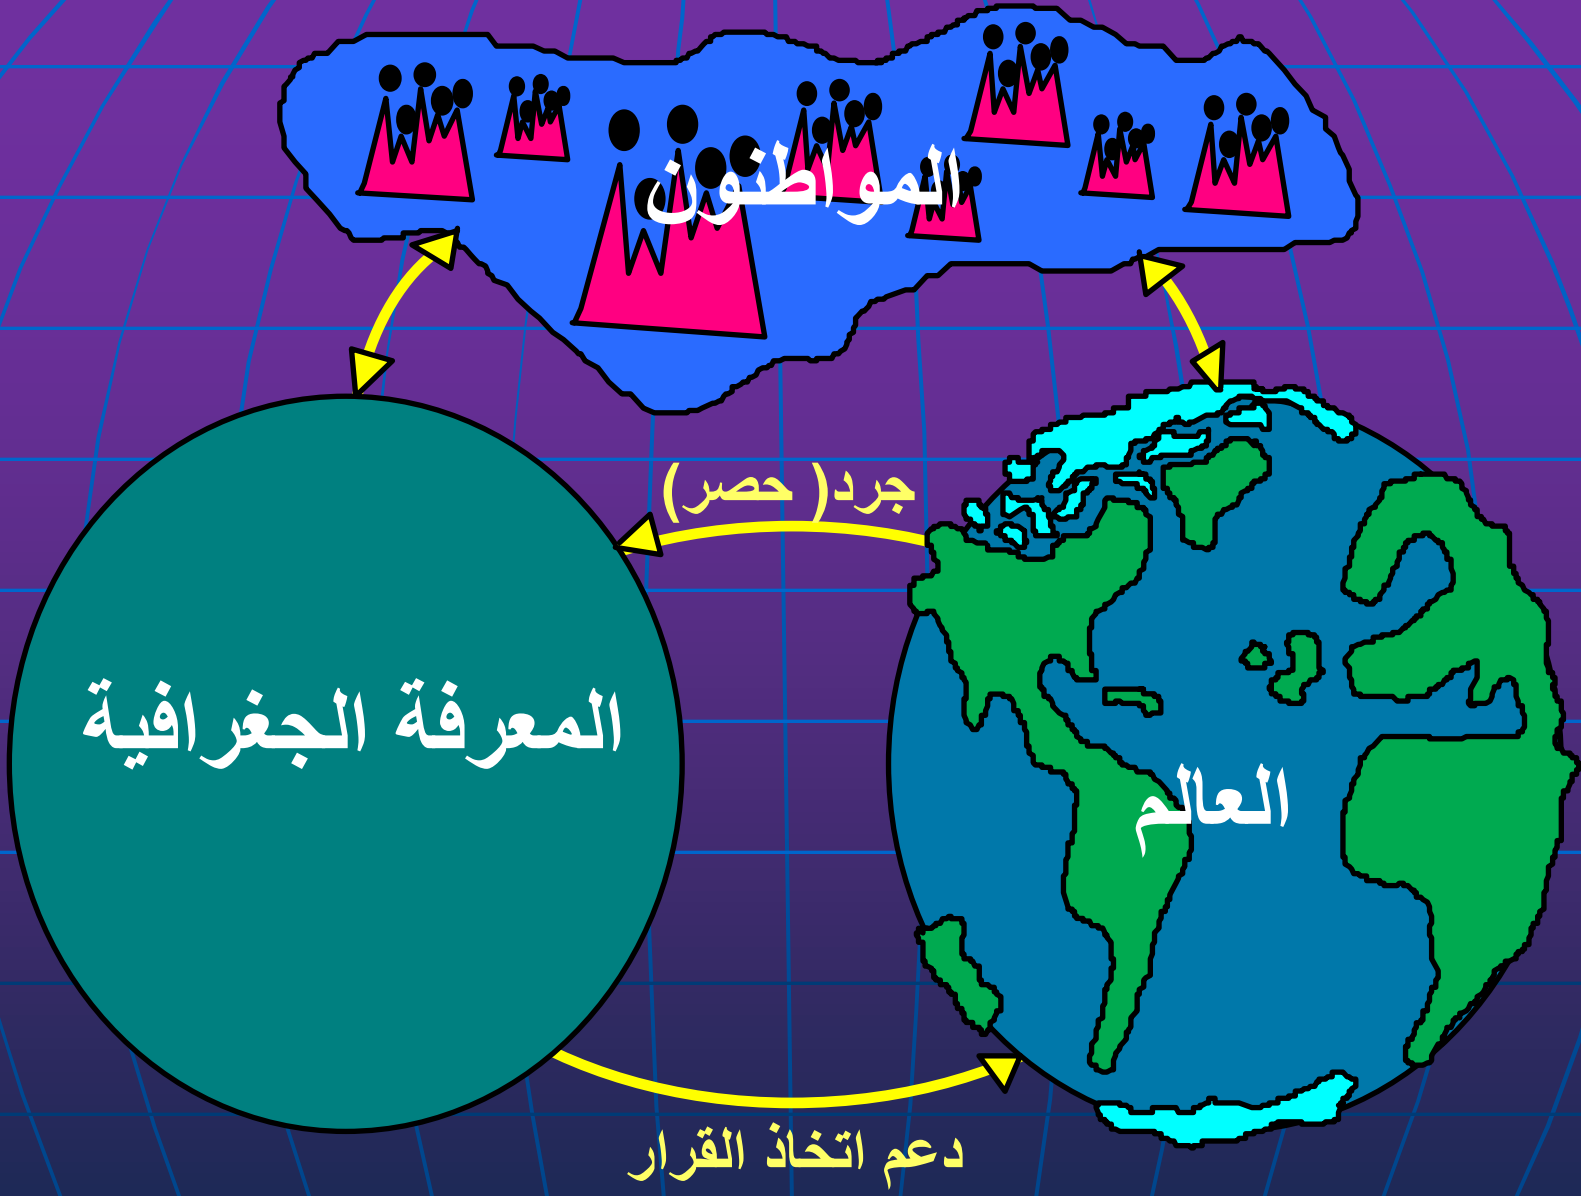 المواطنون
جرد( حصر)
المعرفة الجغرافية
العالم
دعم اتخاذ القرار